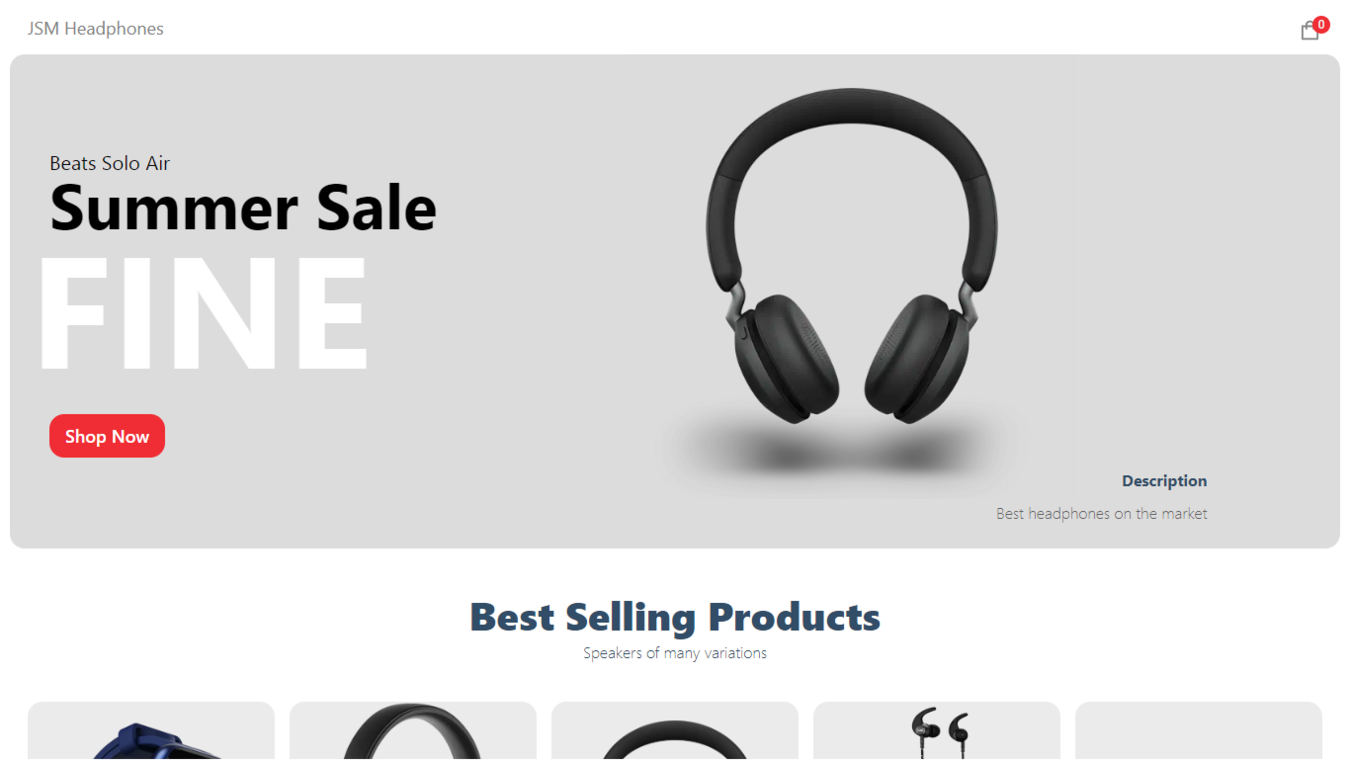 JSM Headphones
0
Beats Solo Air
Summer Sale
FINE
Shop Now
Description
Best headphones on the market
Best Selling Products
Speakers of many variations